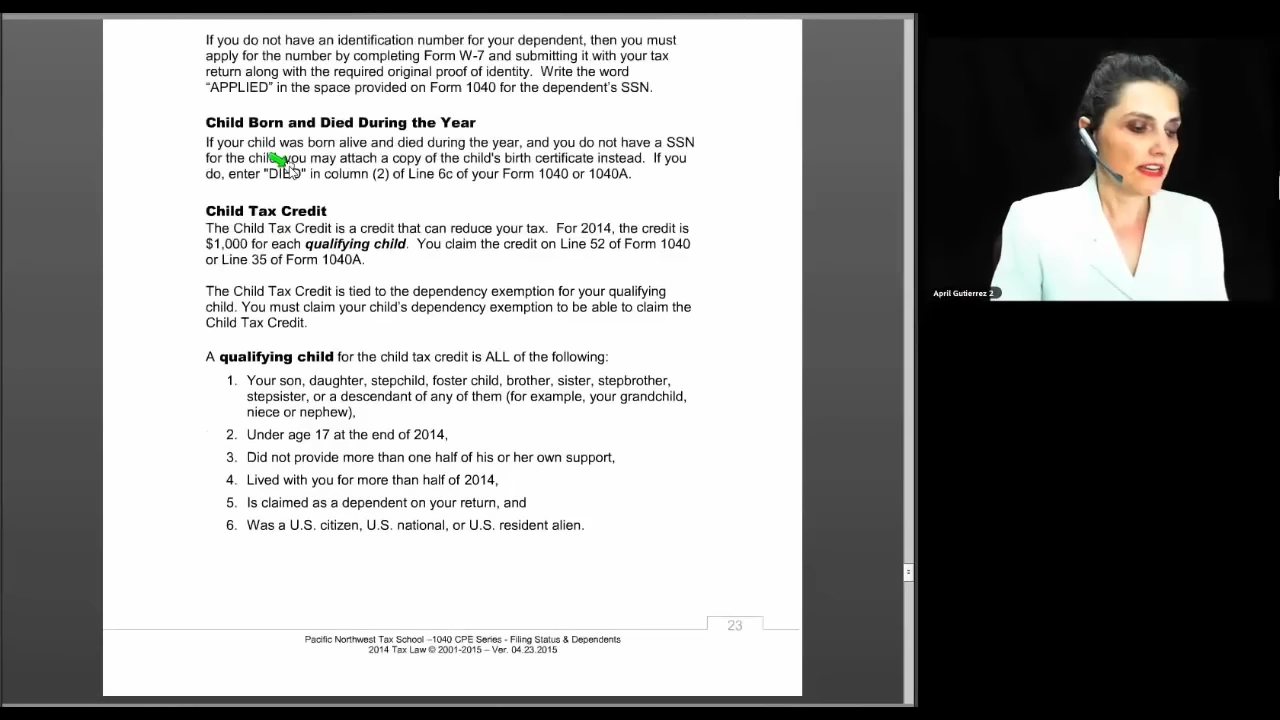 If you do not have an identification number for your dependent, then you must
apply for the number by completing Form W-7 and submitting it with your tax
return along with the required original proof of identity. Write the word
“APPLIED” in the space provided on Form 1040 for the dependent’s SSN.
Child Born and Died During the Year
If your child was born alive and died during the year, and you do not have a SSN
for the child, you may attach a copy of the child's birth certificate instead. If you
do, enter "DIED" in column (2) of Line 6c of your Form 1040 or 1040A.
Child Tax Credit
The Child Tax Credit is a credit that can reduce your tax. For 2014, the credit is
$1,000 for each qualifying child. You claim the credit on Line 52 of Form 1040
or Line 35 of Form 1040A.
The Child Tax Credit is tied to the dependency exemption for your qualifying
child. You must claim your child’s dependency exemption to be able to claim the
Child Tax Credit.
A qualifying child for the child tax credit is ALL of the following:
1. Your son, daughter, stepchild, foster child, brother, sister, stepbrother,
stepsister, or a descendant of any of them (for example, your grandchild,
niece or nephew),
2. Under age 17 at the end of 2014,
3. Did not provide more than one half of his or her own support,
4. Lived with you for more than half of 2014,
5. Is claimed as a dependent on your return, and
6. Was a U.S. citizen, U.S. national, or U.S. resident alien.
23
Pacific Northwest Tax School –1040 CPE Series - Filing Status & Dependents
2014 Tax Law © 2001-2015 – Ver. 04.23.2015
April Gutierrez 2